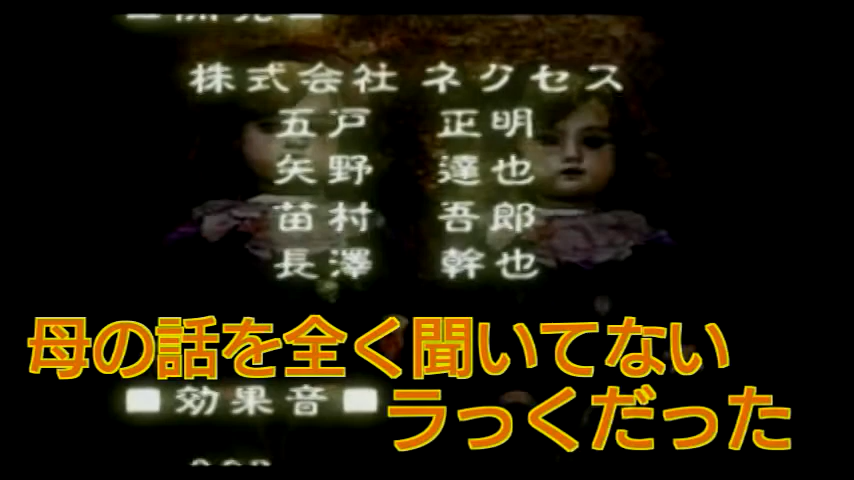 株式会社 ネクセス
五戸 正明
矢野 達也
苗村 吾郎
長澤 幹也
母の話を全く聞いてない
■効果音■
ラっくだった